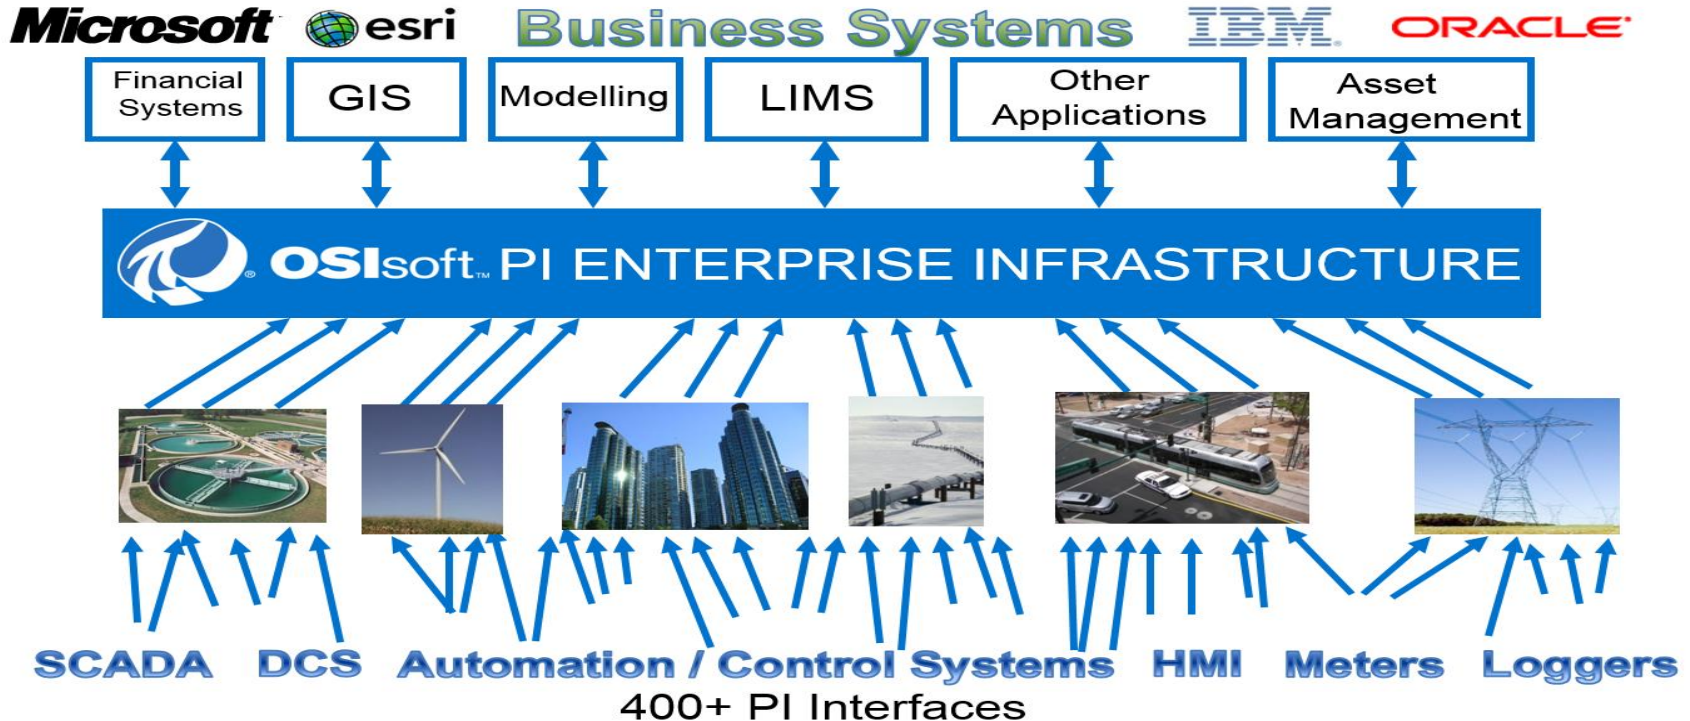 Microsoft esri Business Systems IBM ORACLE
Financial
Systems
GIS
Modelling
LIMS
Other
Applications
Asset
Management
OSIsoft™ PI ENTERPRISE INFRASTRUCTURE
SCADA DCS Automation / Control Systems HMI Meters Loggers
400+ PI Interfaces